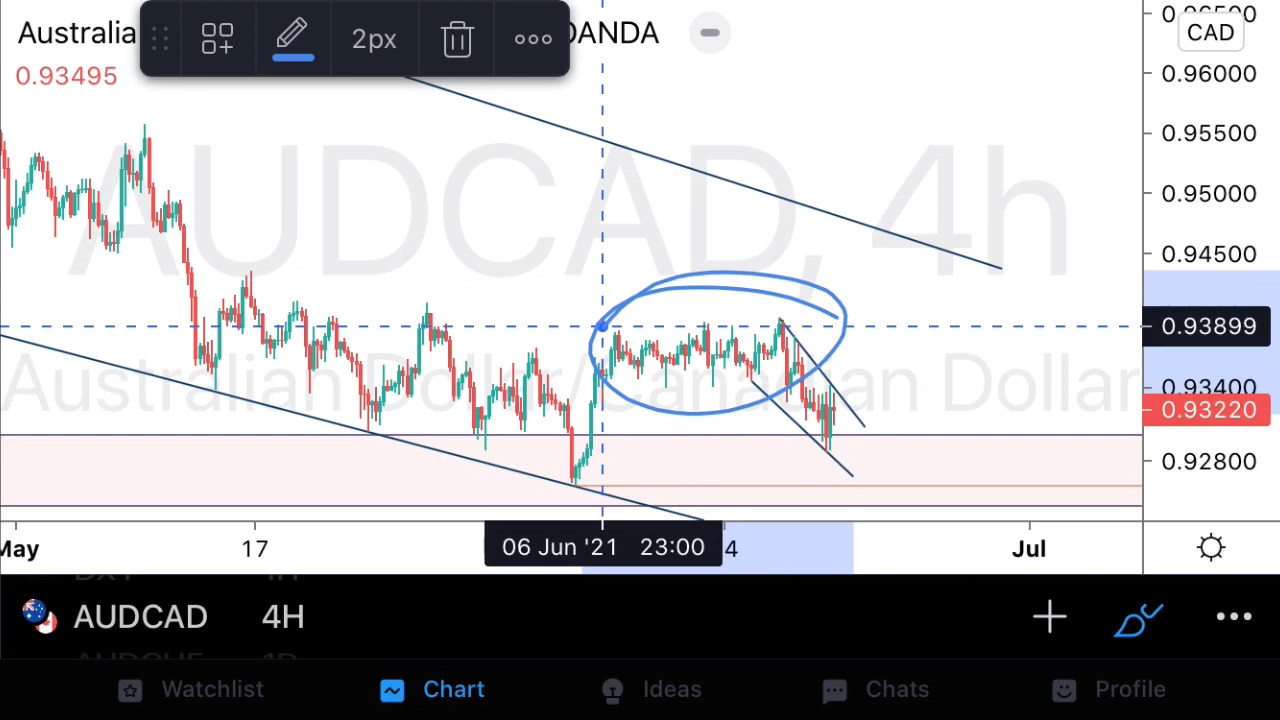 Australia
OANDA
2px
CAD
0.93495
0.96500
0.96000
0.95500
0.95000
0.94500
0.93899
0.93400
0.93220
0.92800
AUDCAD, 4h
Australian Dollar/Canadian Dollar
May
17
06 Jun '21 23:00
4
Jul
AUDCAD 4H
Watchlist
Chart
Ideas
Chats
Profile